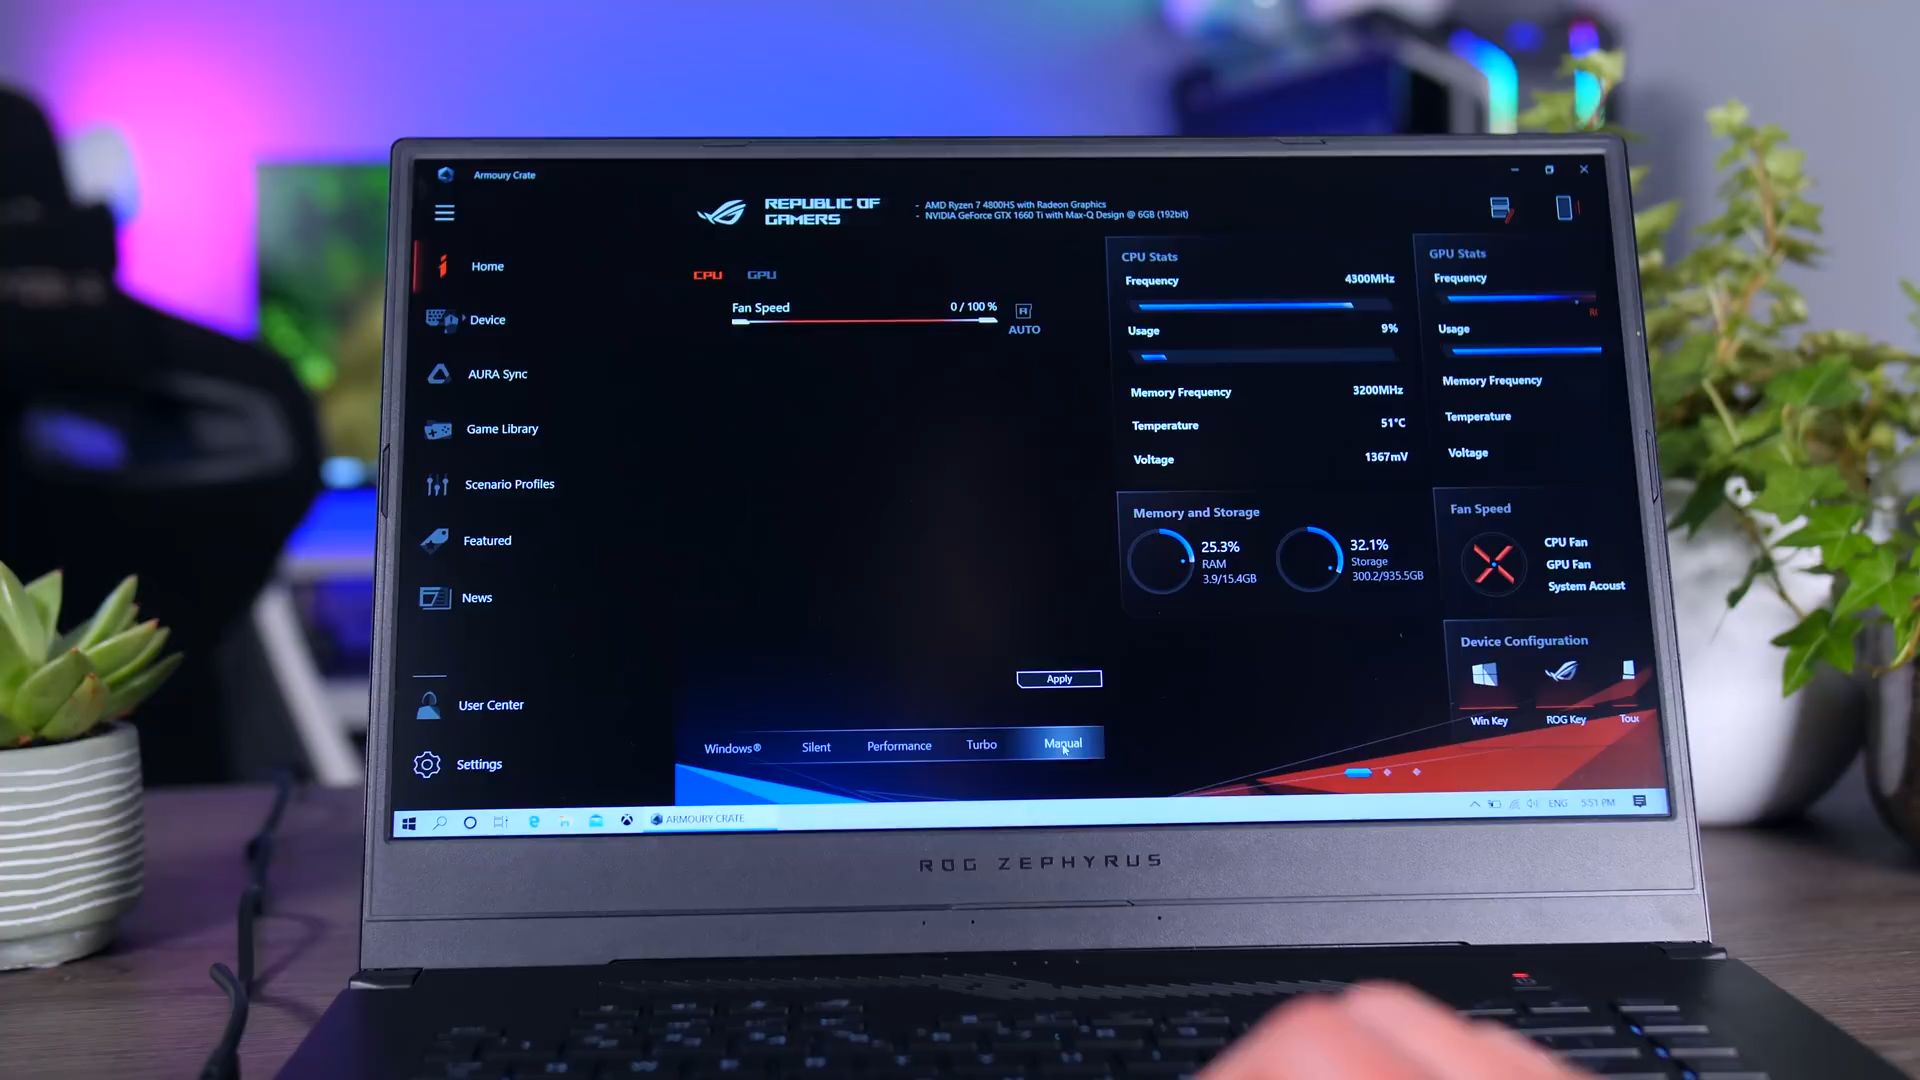 Armoury Crate
REPUBLIC OF
GAMERS
- AMD Ryzen 7 4800HS with Radeon Graphics
- NVIDIA GeForce GTX 1660 Ti with Max-Q Design @ 6GB (192bit)
Home
Device
AURA Sync
Game Library
Scenario Profiles
Featured
News
User Center
Settings
CPU GPU
Fan Speed 0 / 100 %
AUTO
Apply
Windows® Silent Performance Turbo Manual
CPU Stats
Frequency 4300MHz
Usage 9%
Memory Frequency 3200MHz
Temperature 51°C
Voltage 1367mV
GPU Stats
Frequency
Usage
Memory Frequency
Temperature
Voltage
Memory and Storage
25.3%
RAM
3.9/15.4GB
32.1%
Storage
300.2/935.5GB
Fan Speed
CPU Fan
GPU Fan
System Acoust
Device Configuration
Win Key ROG Key Touc
ARMOURY CRATE
ENG 5:51 PM
ROG ZEPHYRUS